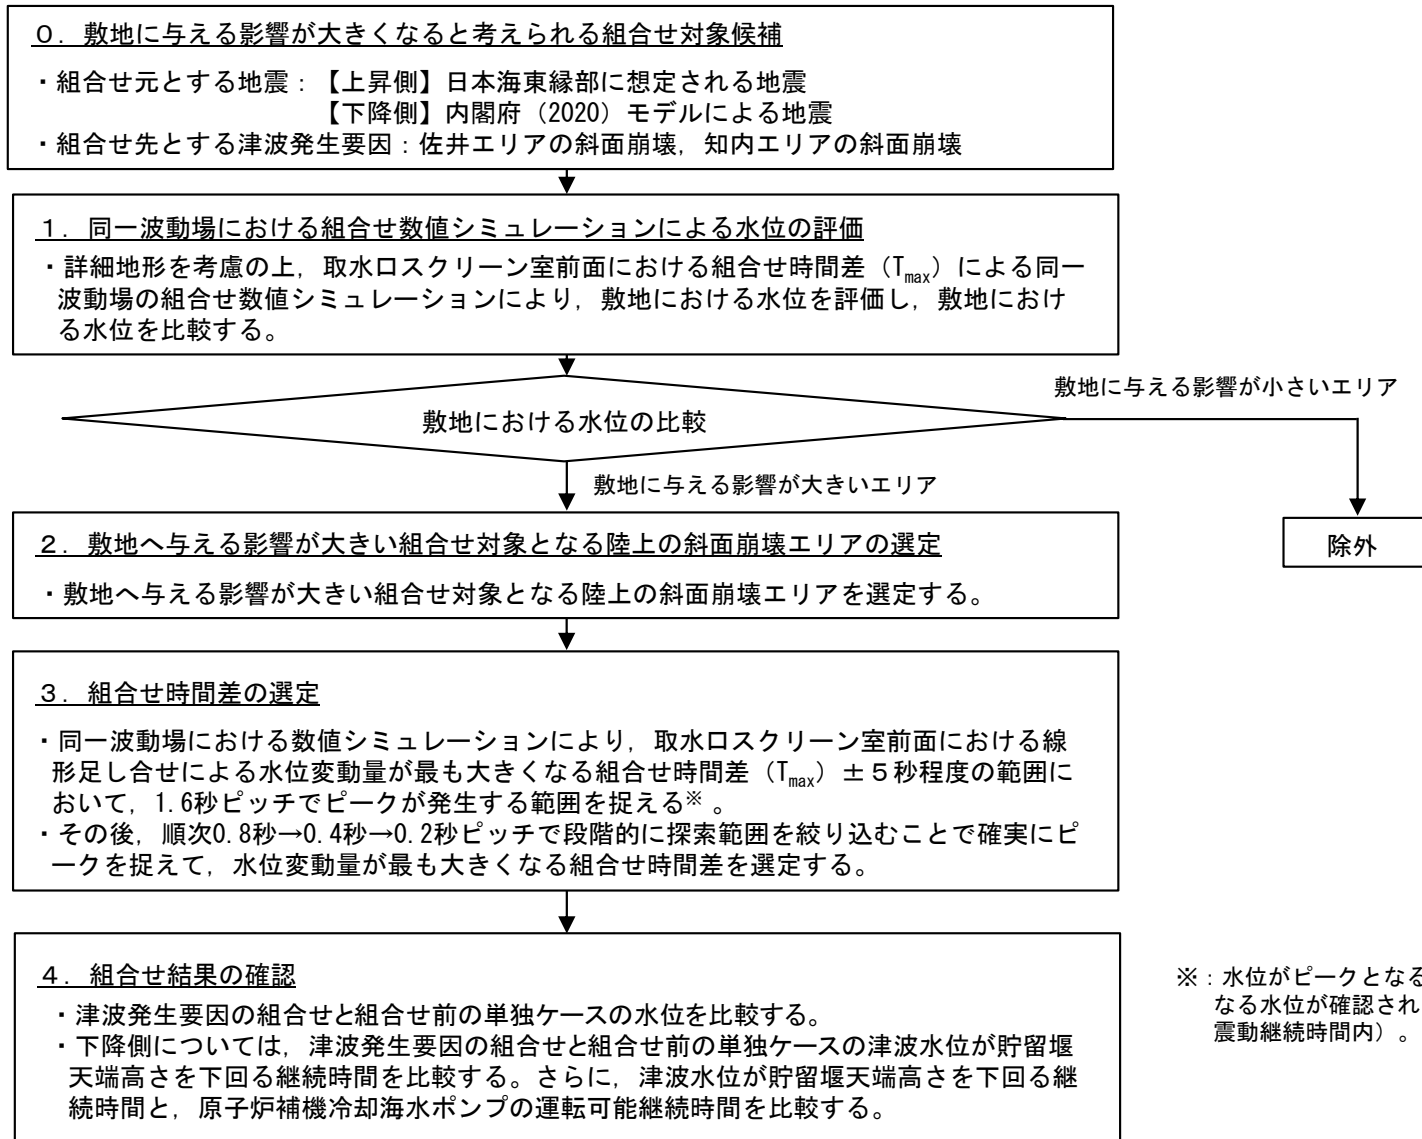 ０．敷地に与える影響が大きくなると考えられる組合せ対象候補
・組合せ元とする地震：【上昇側】日本海東縁部に想定される地震
【下降側】内閣府（2020）モデルによる地震
・組合せ先とする津波発生要因：佐井エリアの斜面崩壊，知内エリアの斜面崩壊
１．同一波動場における組合せ数値シミュレーションによる水位の評価
・詳細地形を考慮の上，取水口スクリーン室前面における組合せ時間差（Tmax）による同一
波動場の組合せ数値シミュレーションにより，敷地における水位を評価し，敷地におけ
る水位を比較する。
敷地に与える影響が小さいエリア
敷地における水位の比較
敷地に与える影響が大きいエリア
２．敷地へ与える影響が大きい組合せ対象となる陸上の斜面崩壊エリアの選定
・敷地へ与える影響が大きい組合せ対象となる陸上の斜面崩壊エリアを選定する。
除外
３．組合せ時間差の選定
・同一波動場における数値シミュレーションにより，取水口スクリーン室前面における線
形足し合せによる水位変動量が最も大きくなる組合せ時間差（Tmax）±５秒程度の範囲に
おいて，1.6秒ピッチでピークが発生する範囲を捉える※。
・その後，順次0.8秒→0.4秒→0.2秒ピッチで段階的に探索範囲を絞り込むことで確実にピ
ークを捉えて，水位変動量が最も大きくなる組合せ時間差を選定する。
４．組合せ結果の確認
・津波発生要因の組合せと組合せ前の単独ケースの水位を比較する。
・下降側については，津波発生要因の組合せと組合せ前の単独ケースの津波水位が貯留堰
天端高さを下回る継続時間を比較する。さらに，津波水位が貯留堰天端高さを下回る継
続時間と，原子炉補機冷却海水ポンプの運転可能継続時間を比較する。
※：水位がピークとなる
なる水位が確認され
震動継続時間内）。